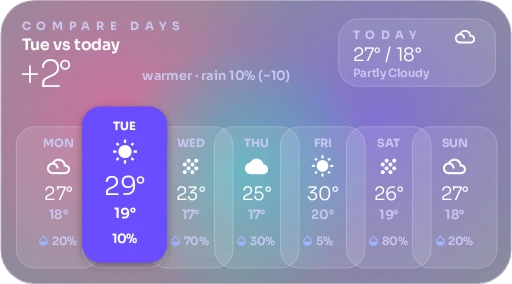 COMPARE DAYS
Tue vs today
+2°
warmer · rain 10% (−10)
TODAY
27° / 18°
Partly Cloudy
MON
27°
18°
20%
TUE
29°
19°
10%
WED
23°
17°
70%
THU
25°
17°
30%
FRI
30°
20°
5%
SAT
26°
19°
80%
SUN
27°
18°
20%